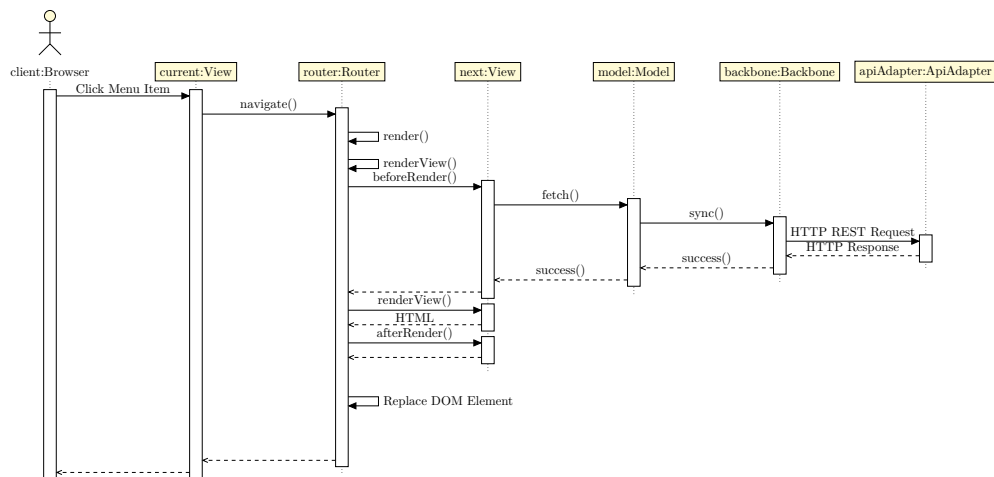 client:Browser
current:View
router:Router
next:View
model:Model
backbone:Backbone
apiAdapter:ApiAdapter
Click Menu Item
navigate()
render()
renderView()
beforeRender()
fetch()
sync()
HTTP REST Request
HTTP Response
success()
success()
renderView()
HTML
afterRender()
Replace DOM Element